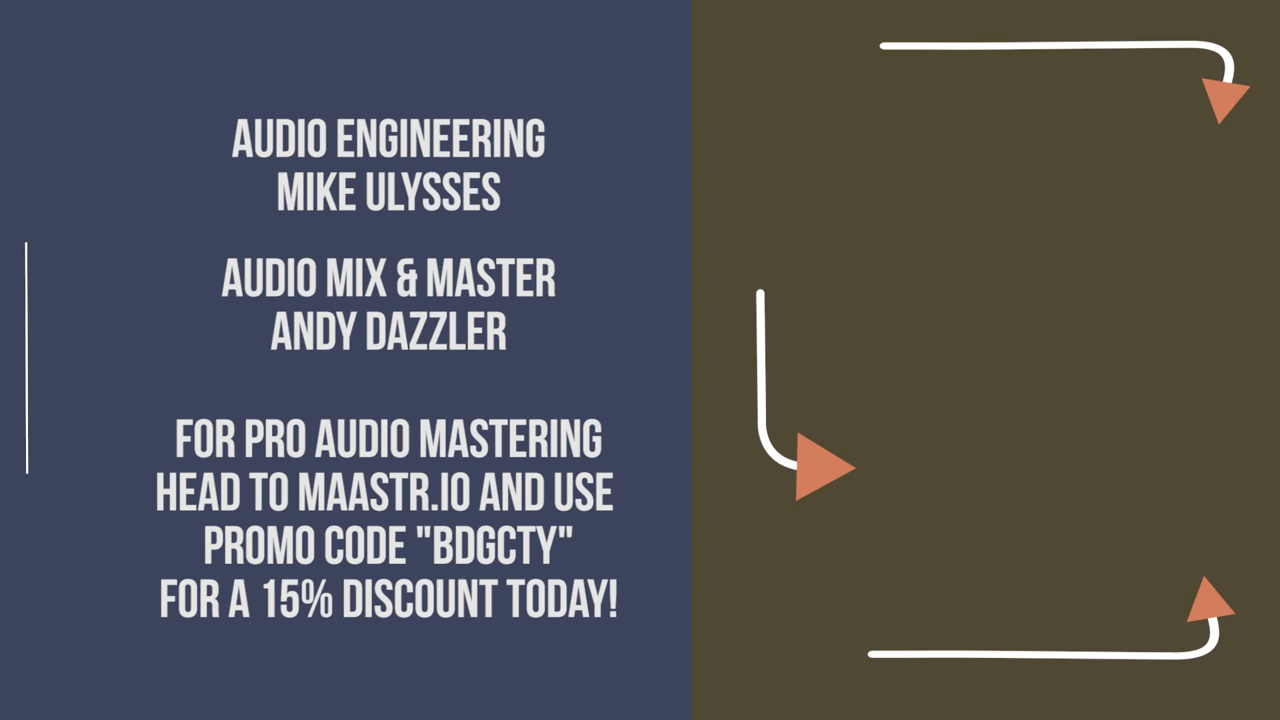 AUDIO ENGINEERING
MIKE ULYSSES
AUDIO MIX & MASTER
ANDY DAZZLER
FOR PRO AUDIO MASTERING
HEAD TO MAASTR.IO AND USE
PROMO CODE "BDGCTY"
FOR A 15% DISCOUNT TODAY!